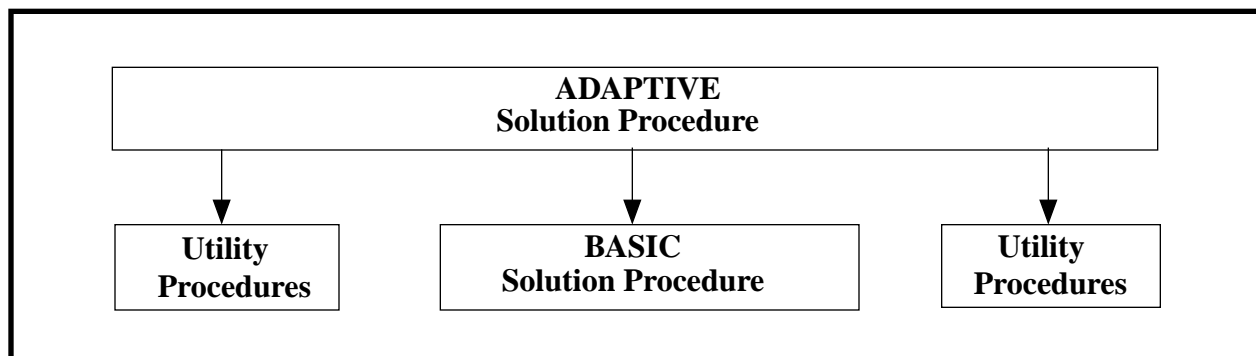 ADAPTIVE
Solution Procedure
Utility
Procedures
BASIC
Solution Procedure
Utility
Procedures